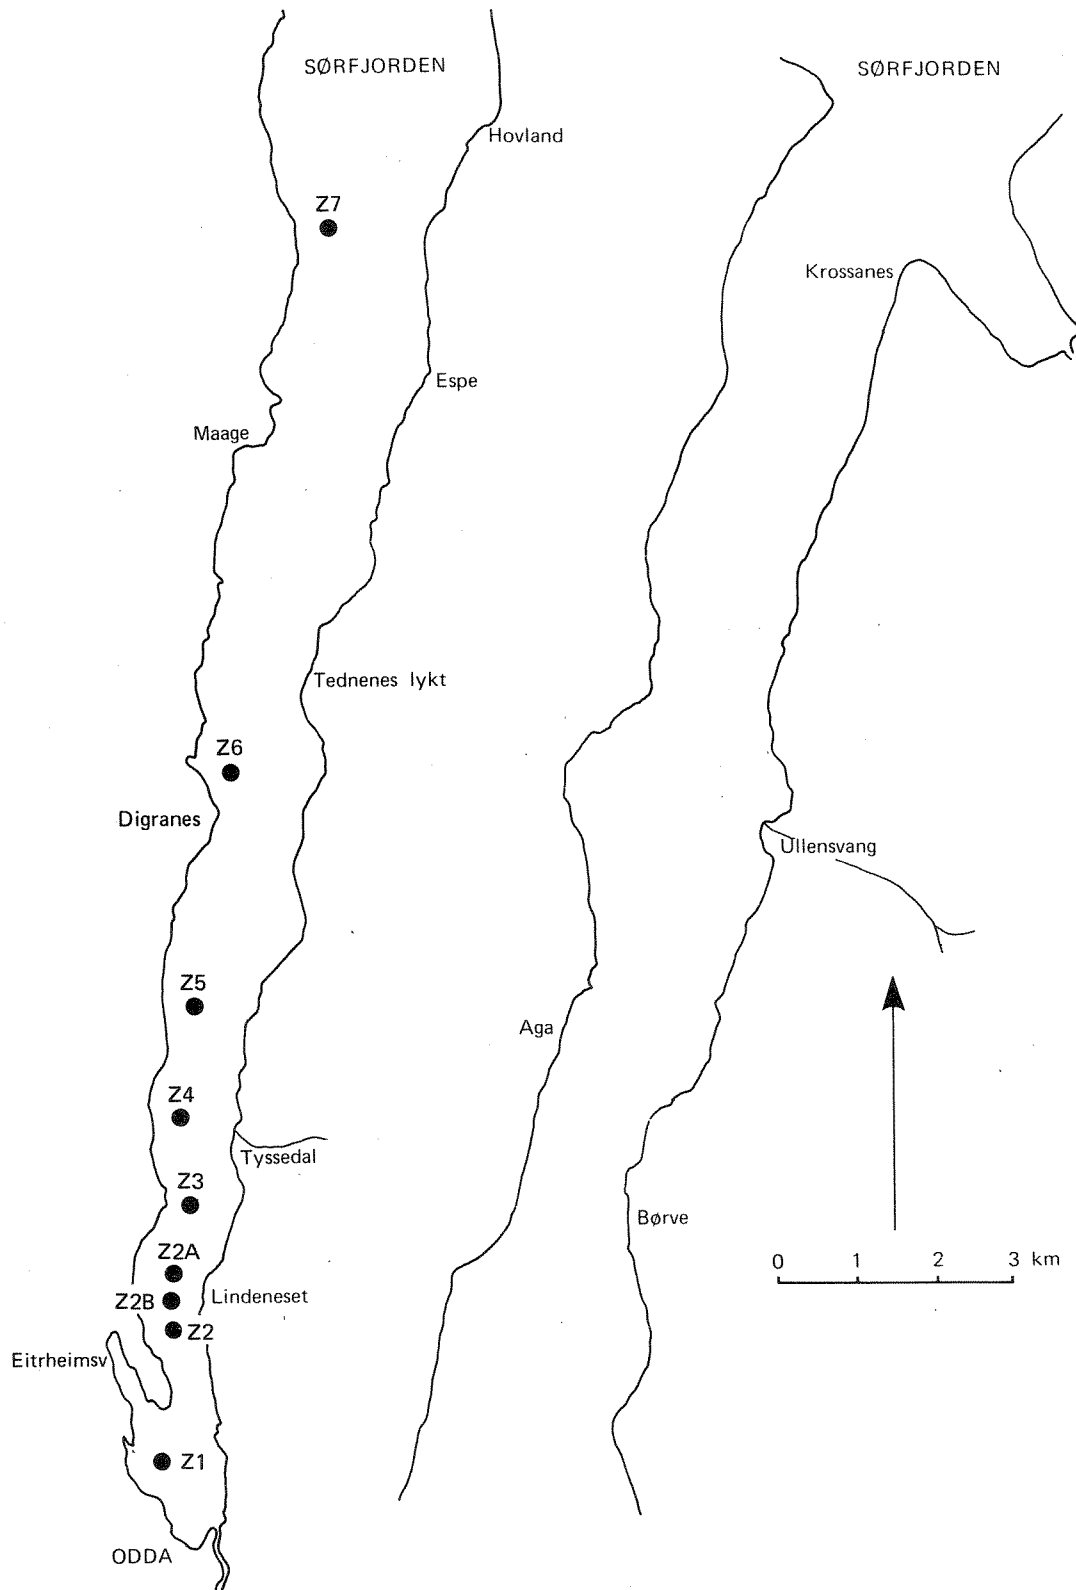 SØRFJORDEN
SØRFJORDEN
Hovland
Z7
Krossanes
Espe
Maage
Tednenes lykt
Z6
Digranes
Ullensvang
Z5
Aga
Z4
Tyssedal
Z3
Børve
Z2A
0 1 2 3 km
Z2B
Lindeneset
Z2
Eitrheimsv
Z1
ODDA